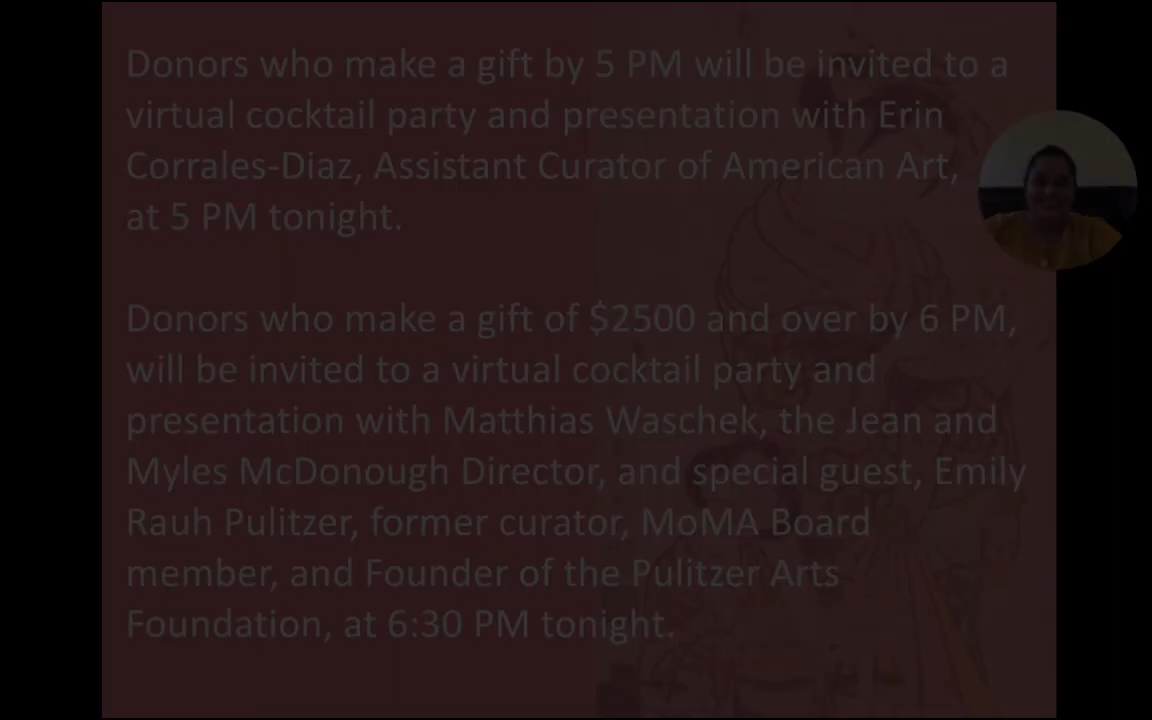 Donors who make a gift by 5 PM will be invited to a
virtual cocktail party and presentation with Erin
Corrales-Diaz, Assistant Curator of American Art,
at 5 PM tonight.
Donors who make a gift of $2500 and over by 6 PM,
will be invited to a virtual cocktail party and
presentation with Matthias Waschek, the Jean and
Myles McDonough Director, and special guest, Emily
Rauh Pulitzer, former curator, MoMA Board
member, and Founder of the Pulitzer Arts
Foundation, at 6:30 PM tonight.